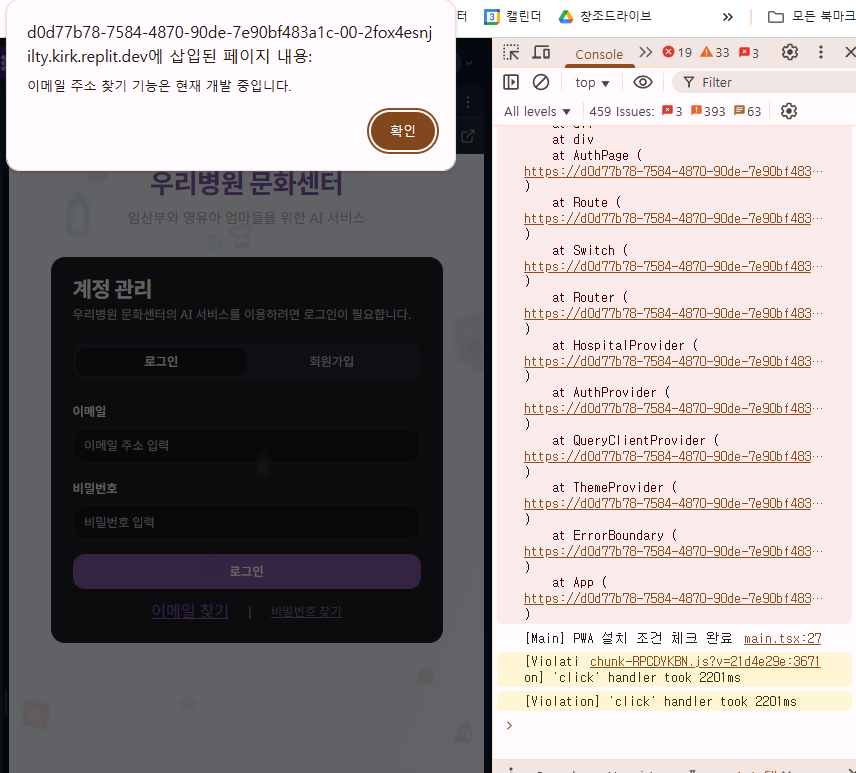 d0d77b78-7584-4870-90de-7e90bf483a1c-00-2fox4esnj
ilty.kirk.replit.dev에 삽입된 페이지 내용:
이메일 주소 찾기 기능은 현재 개발 중입니다.
확인
터 캘린더 창조드라이브 » 모든 북마크
우리병원 문화센터
임산부와 영유아 엄마들을 위한 AI 서비스
계정 관리
우리병원 문화센터의 AI 서비스를 이용하려면 로그인이 필요합니다.
로그인 회원가입
이메일
이메일 주소 입력
비밀번호
비밀번호 입력
로그인
이메일 찾기 | 비밀번호 찾기
Console 19 33 3
top Filter
All levels 459 Issues: 3 393 63
at div
at div
at AuthPage (
https://d0d77b78-7584-4870-90de-7e90bf483…
)
at Route (
https://d0d77b78-7584-4870-90de-7e90bf483…
)
at Switch (
https://d0d77b78-7584-4870-90de-7e90bf483…
)
at Router (
https://d0d77b78-7584-4870-90de-7e90bf483…
)
at HospitalProvider (
https://d0d77b78-7584-4870-90de-7e90bf483…
)
at AuthProvider (
https://d0d77b78-7584-4870-90de-7e90bf483…
)
at QueryClientProvider (
https://d0d77b78-7584-4870-90de-7e90bf483…
)
at ThemeProvider (
https://d0d77b78-7584-4870-90de-7e90bf483…
)
at ErrorBoundary (
https://d0d77b78-7584-4870-90de-7e90bf483…
)
at App (
https://d0d77b78-7584-4870-90de-7e90bf483…
)
[Main] PWA 설치 조건 체크 완료 main.tsx:27
[Violati chunk-RPCDYKBN.js?v=21d4e29e:3671
on] 'click' handler took 2201ms
[Violation] 'click' handler took 2201ms